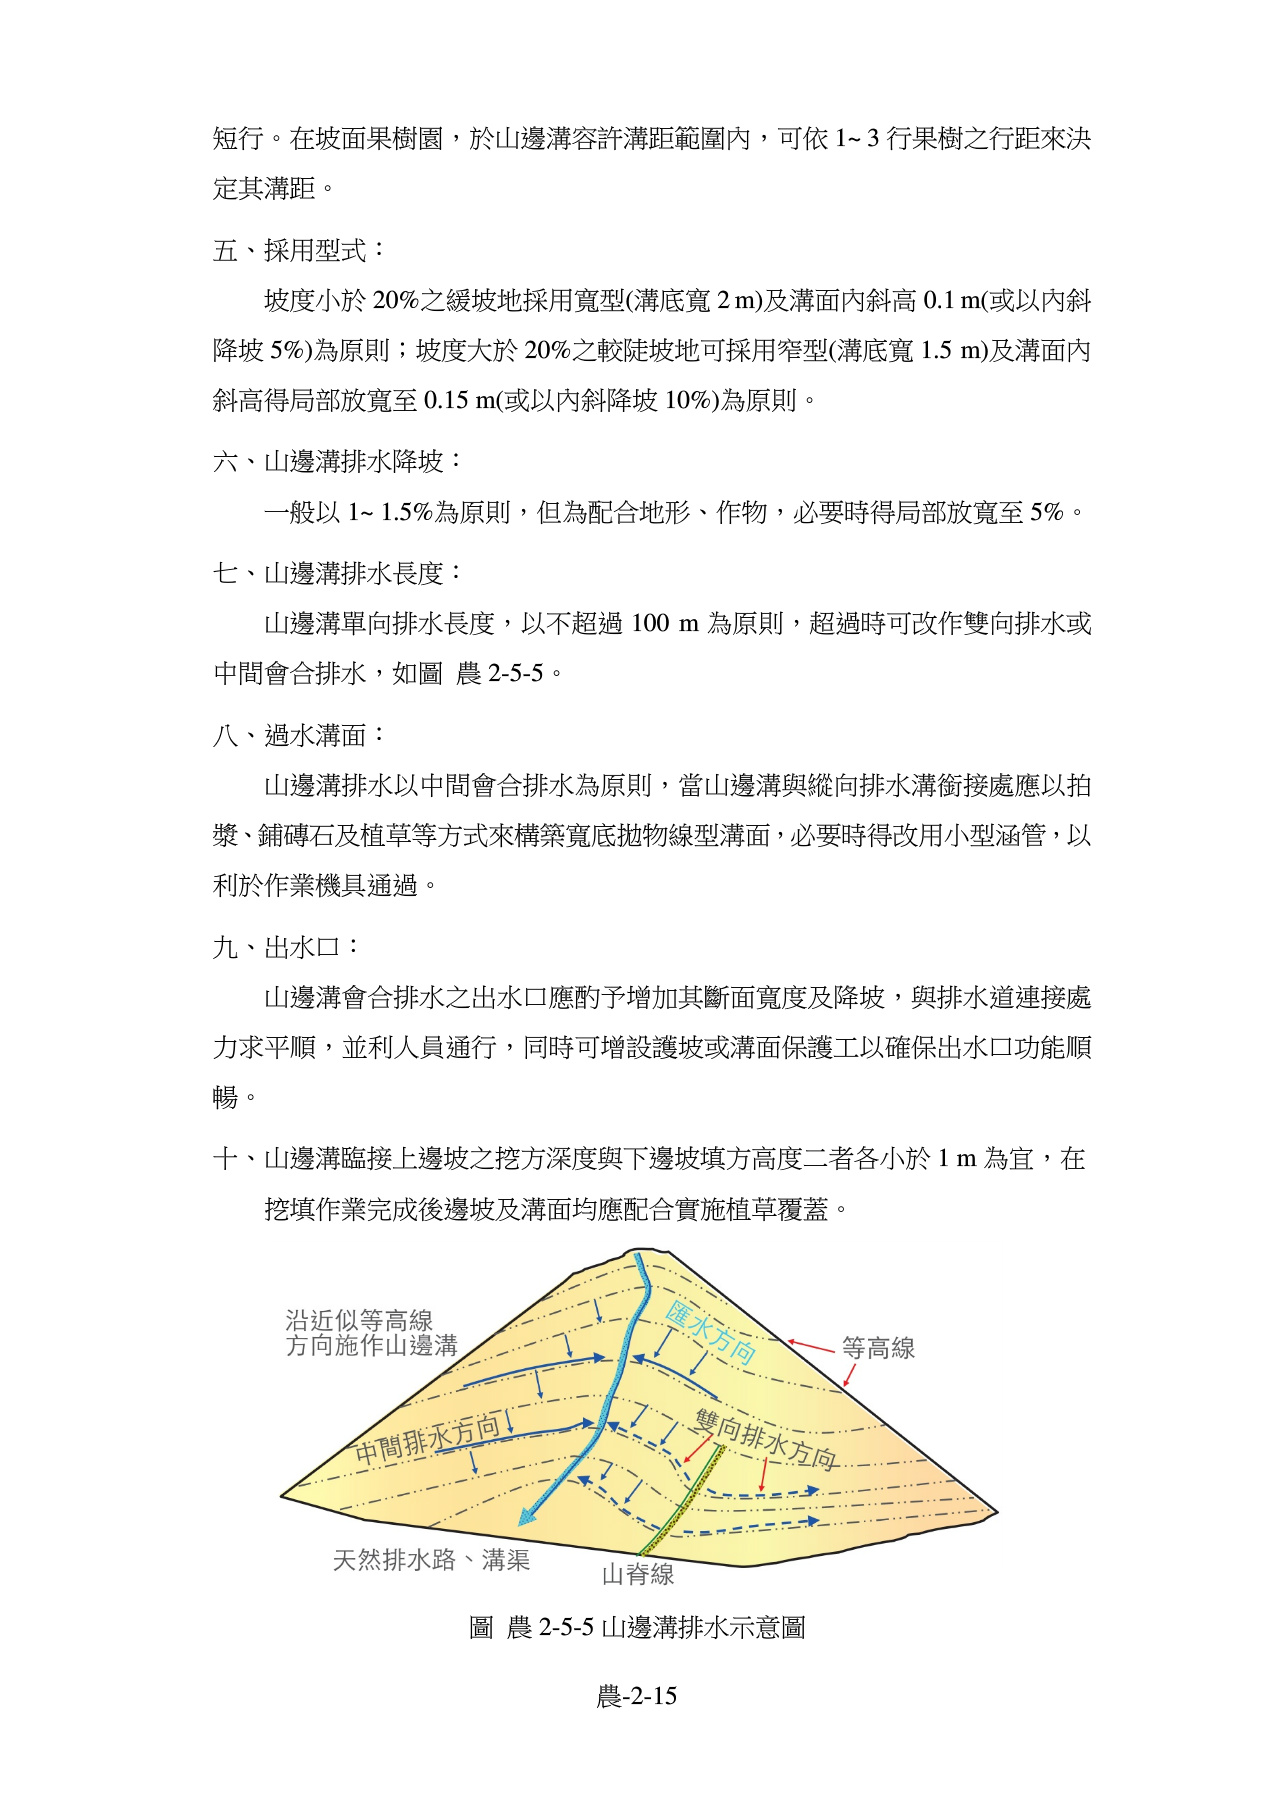 短行。在坡面果樹園，於山邊溝容許溝距範圍內，可依 1~ 3 行果樹之行距來決
定其溝距。
五、採用型式：
坡度小於 20%之緩坡地採用寬型(溝底寬 2 m)及溝面內斜高 0.1 m(或以內斜
降坡 5%)為原則；坡度大於 20%之較陡坡地可採用窄型(溝底寬 1.5 m)及溝面內
斜高得局部放寬至 0.15 m(或以內斜降坡 10%)為原則。
六、山邊溝排水降坡：
一般以 1~ 1.5%為原則，但為配合地形、作物，必要時得局部放寬至 5%。
七、山邊溝排水長度：
山邊溝單向排水長度，以不超過 100 m 為原則，超過時可改作雙向排水或
中間會合排水，如圖 農 2-5-5。
八、過水溝面：
山邊溝排水以中間會合排水為原則，當山邊溝與縱向排水溝銜接處應以拍
漿、鋪磚石及植草等方式來構築寬底拋物線型溝面，必要時得改用小型涵管，以
利於作業機具通過。
九、出水口：
山邊溝會合排水之出水口應酌予增加其斷面寬度及降坡，與排水道連接處
力求平順，並利人員通行，同時可增設護坡或溝面保護工以確保出水口功能順
暢。
十、山邊溝臨接上邊坡之挖方深度與下邊坡填方高度二者各小於 1 m 為宜，在
挖填作業完成後邊坡及溝面均應配合實施植草覆蓋。
沿近似等高線
方向施作山邊溝
匯水方向
等高線
中間排水方向
雙向排水方向
天然排水路、溝渠
山脊線
圖 農 2-5-5 山邊溝排水示意圖
農-2-15